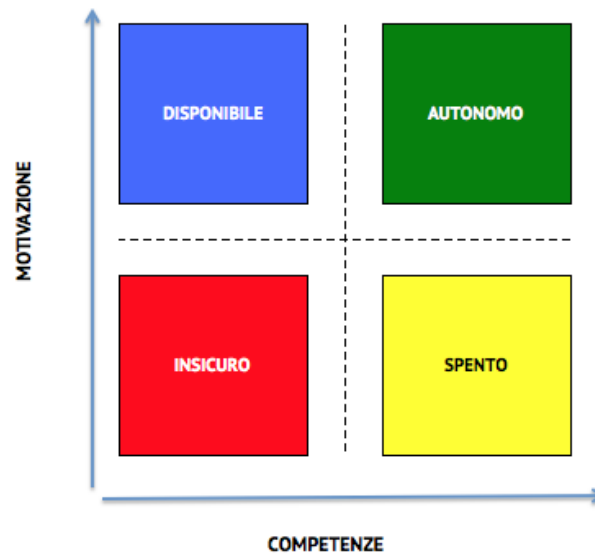 DISPONIBILE
AUTONOMO
MOTIVAZIONE
INSICURO
SPENTO
COMPETENZE